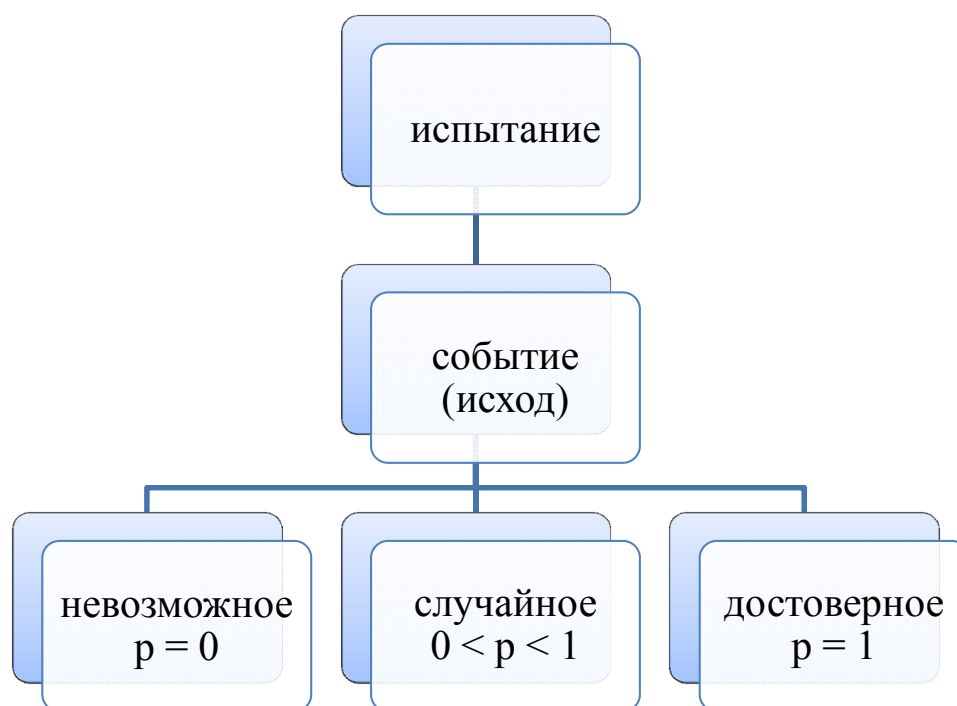 испытание
событие
(исход)
невозможное
p = 0
случайное
0 < p < 1
достоверное
p = 1